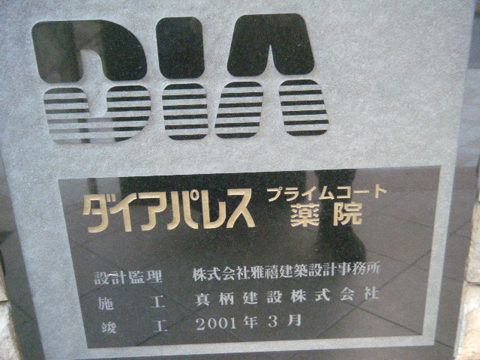 DIA
ダイアパレス プライムコート
薬院
設計監理 株式会社雅禧建築設計事務所
施工 真柄建設株式会社
竣工 2001年3月